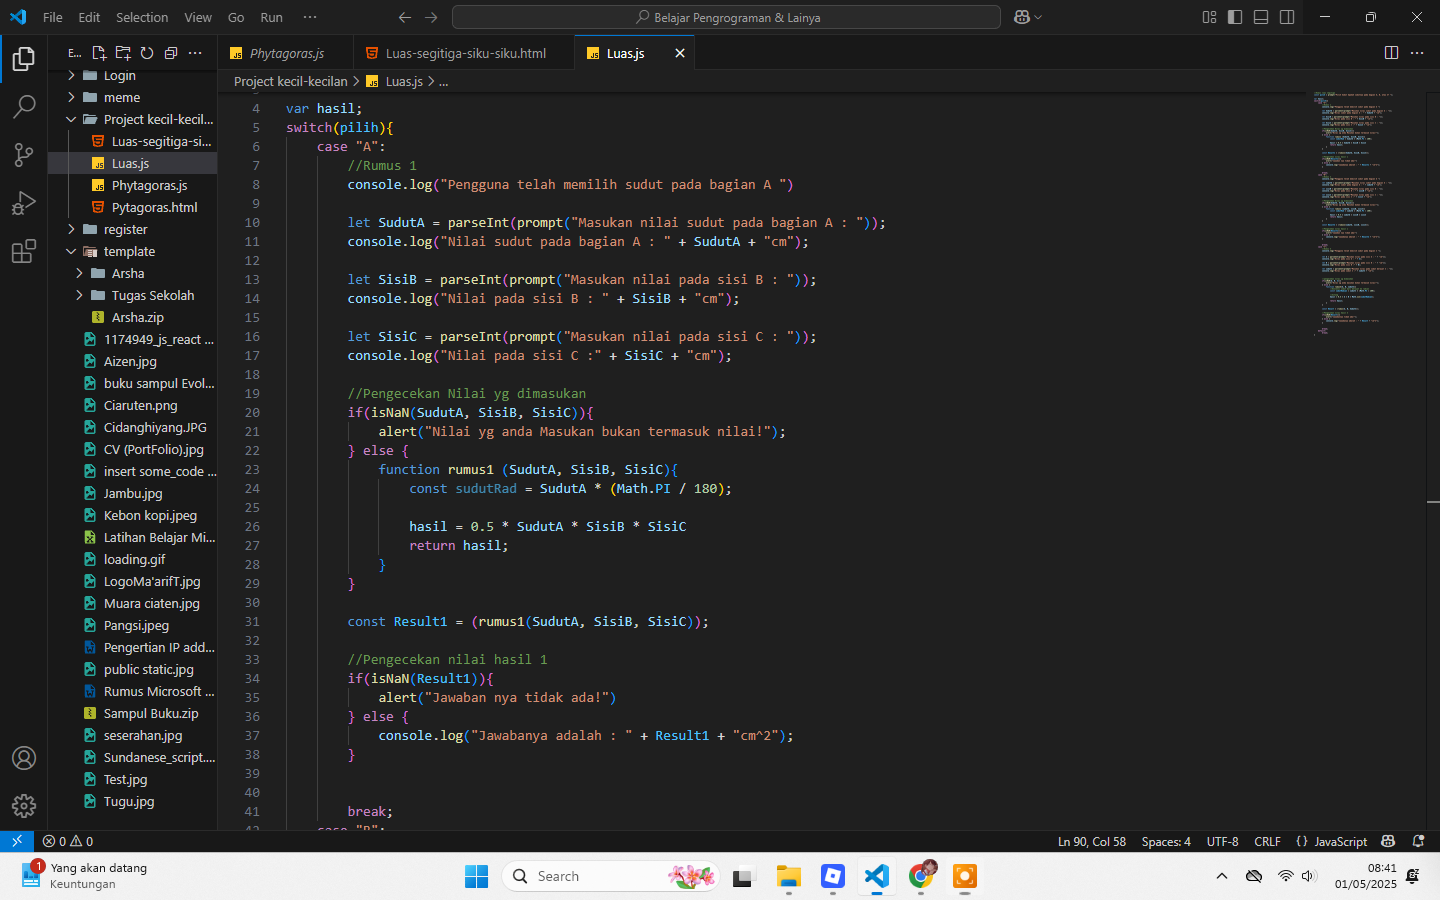 File Edit Selection View Go Run ···
Belajar Pengrograman & Lainya
E... 
Login
meme
Project kecil-kecil...
Luas-segitiga-si...
Luas.js
Phytagoras.js
Pytagoras.html
register
template
Arsha
Tugas Sekolah
Arsha.zip
1174949_js_react ...
Aizen.jpg
buku sampul Evol...
Ciaruten.png
Cidanghiyang.JPG
CV (PortFolio).jpg
insert some_code ...
Jambu.jpg
Kebon kopi.jpeg
Latihan Belajar Mi...
loading.gif
LogoMa'arifT.jpg
Muara ciaten.jpg
Pangsi.jpeg
Pengertian IP add...
public static.jpg
Rumus Microsoft ...
Sampul Buku.zip
seserahan.jpg
Sundanese_script....
Test.jpg
Tugu.jpg
Phytagoras.js
Luas-segitiga-siku-siku.html
Luas.js
Project kecil-kecilan > Luas.js > ...
4 var hasil;
5 switch(pilih){
6 case "A":
7 //Rumus 1
8 console.log("Pengguna telah memilih sudut pada bagian A ")
9
10 let SudutA = parseInt(prompt("Masukan nilai sudut pada bagian A : "));
11 console.log("Nilai sudut pada bagian A : " + SudutA + "cm");
12
13 let SisiB = parseInt(prompt("Masukan nilai pada sisi B : "));
14 console.log("Nilai pada sisi B : " + SisiB + "cm");
15
16 let SisiC = parseInt(prompt("Masukan nilai pada sisi C : "));
17 console.log("Nilai pada sisi C :" + SisiC + "cm");
18
19 //Pengecekan Nilai yg dimasukan
20 if(isNaN(SudutA, SisiB, SisiC)){
21 alert("Nilai yg anda Masukan bukan termasuk nilai!");
22 } else {
23 function rumus1 (SudutA, SisiB, SisiC){
24 const sudutRad = SudutA * (Math.PI / 180);
25
26 hasil = 0.5 * SudutA * SisiB * SisiC
27 return hasil;
28 }
29 }
30
31 const Result1 = (rumus1(SudutA, SisiB, SisiC));
32
33 //Pengecekan nilai hasil 1
34 if(isNaN(Result1)){
35 alert("Jawaban nya tidak ada!")
36 } else {
37 console.log("Jawabanya adalah : " + Result1 + "cm^2");
38 }
39
40
41 break;
42 case "B":
0 0
Ln 90, Col 58 Spaces: 4 UTF-8 CRLF {} JavaScript
1
Yang akan datang
Keuntungan
Search
08:41
01/05/2025